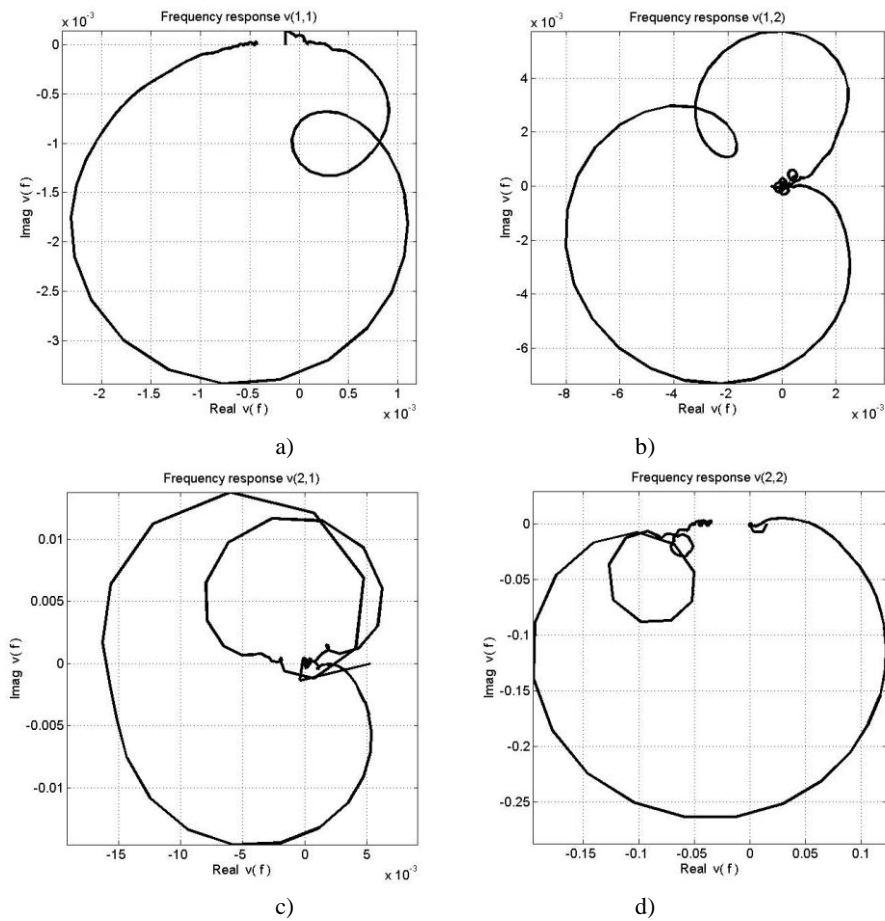 Frequency response v(1,1)
x 10⁻³
0
-0.5
-1
-1.5
-2
-2.5
-3
Imag v(f)
-2 -1.5 -1 -0.5 0 0.5 1
Real v(f)
x 10⁻³
a)
Frequency response v(1,2)
x 10⁻³
4
2
0
-2
-4
-6
Imag v(f)
-8 -6 -4 -2 0 2
Real v(f)
x 10⁻³
b)
Frequency response v(2,1)
0.01
0.005
0
-0.005
-0.01
Imag v(f)
-15 -10 -5 0 5
Real v(f)
x 10⁻³
c)
Frequency response v(2,2)
0
-0.05
-0.1
-0.15
-0.2
-0.25
Imag v(f)
-0.15 -0.1 -0.05 0 0.05 0.1
Real v(f)
d)